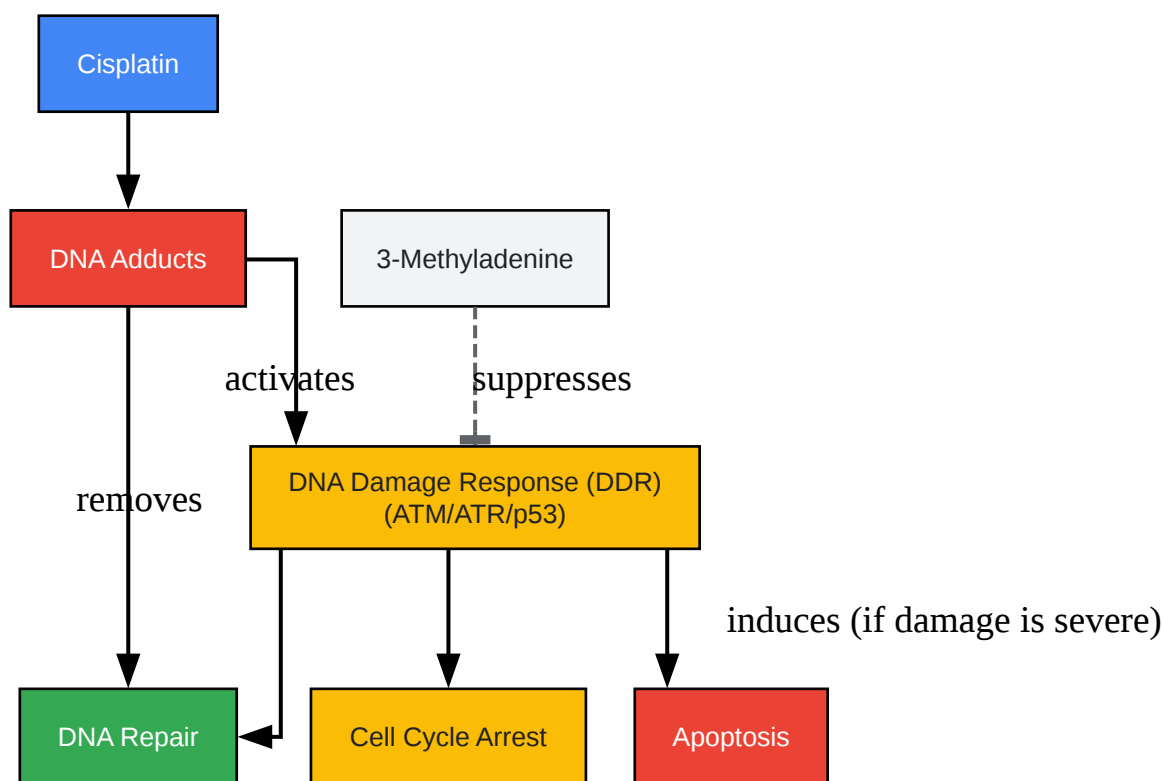 Cisplatin
DNA Adducts
3-Methyladenine
activates
suppresses
DNA Damage Response (DDR)
(ATM/ATR/p53)
removes
induces (if damage is severe)
DNA Repair
Cell Cycle Arrest
Apoptosis